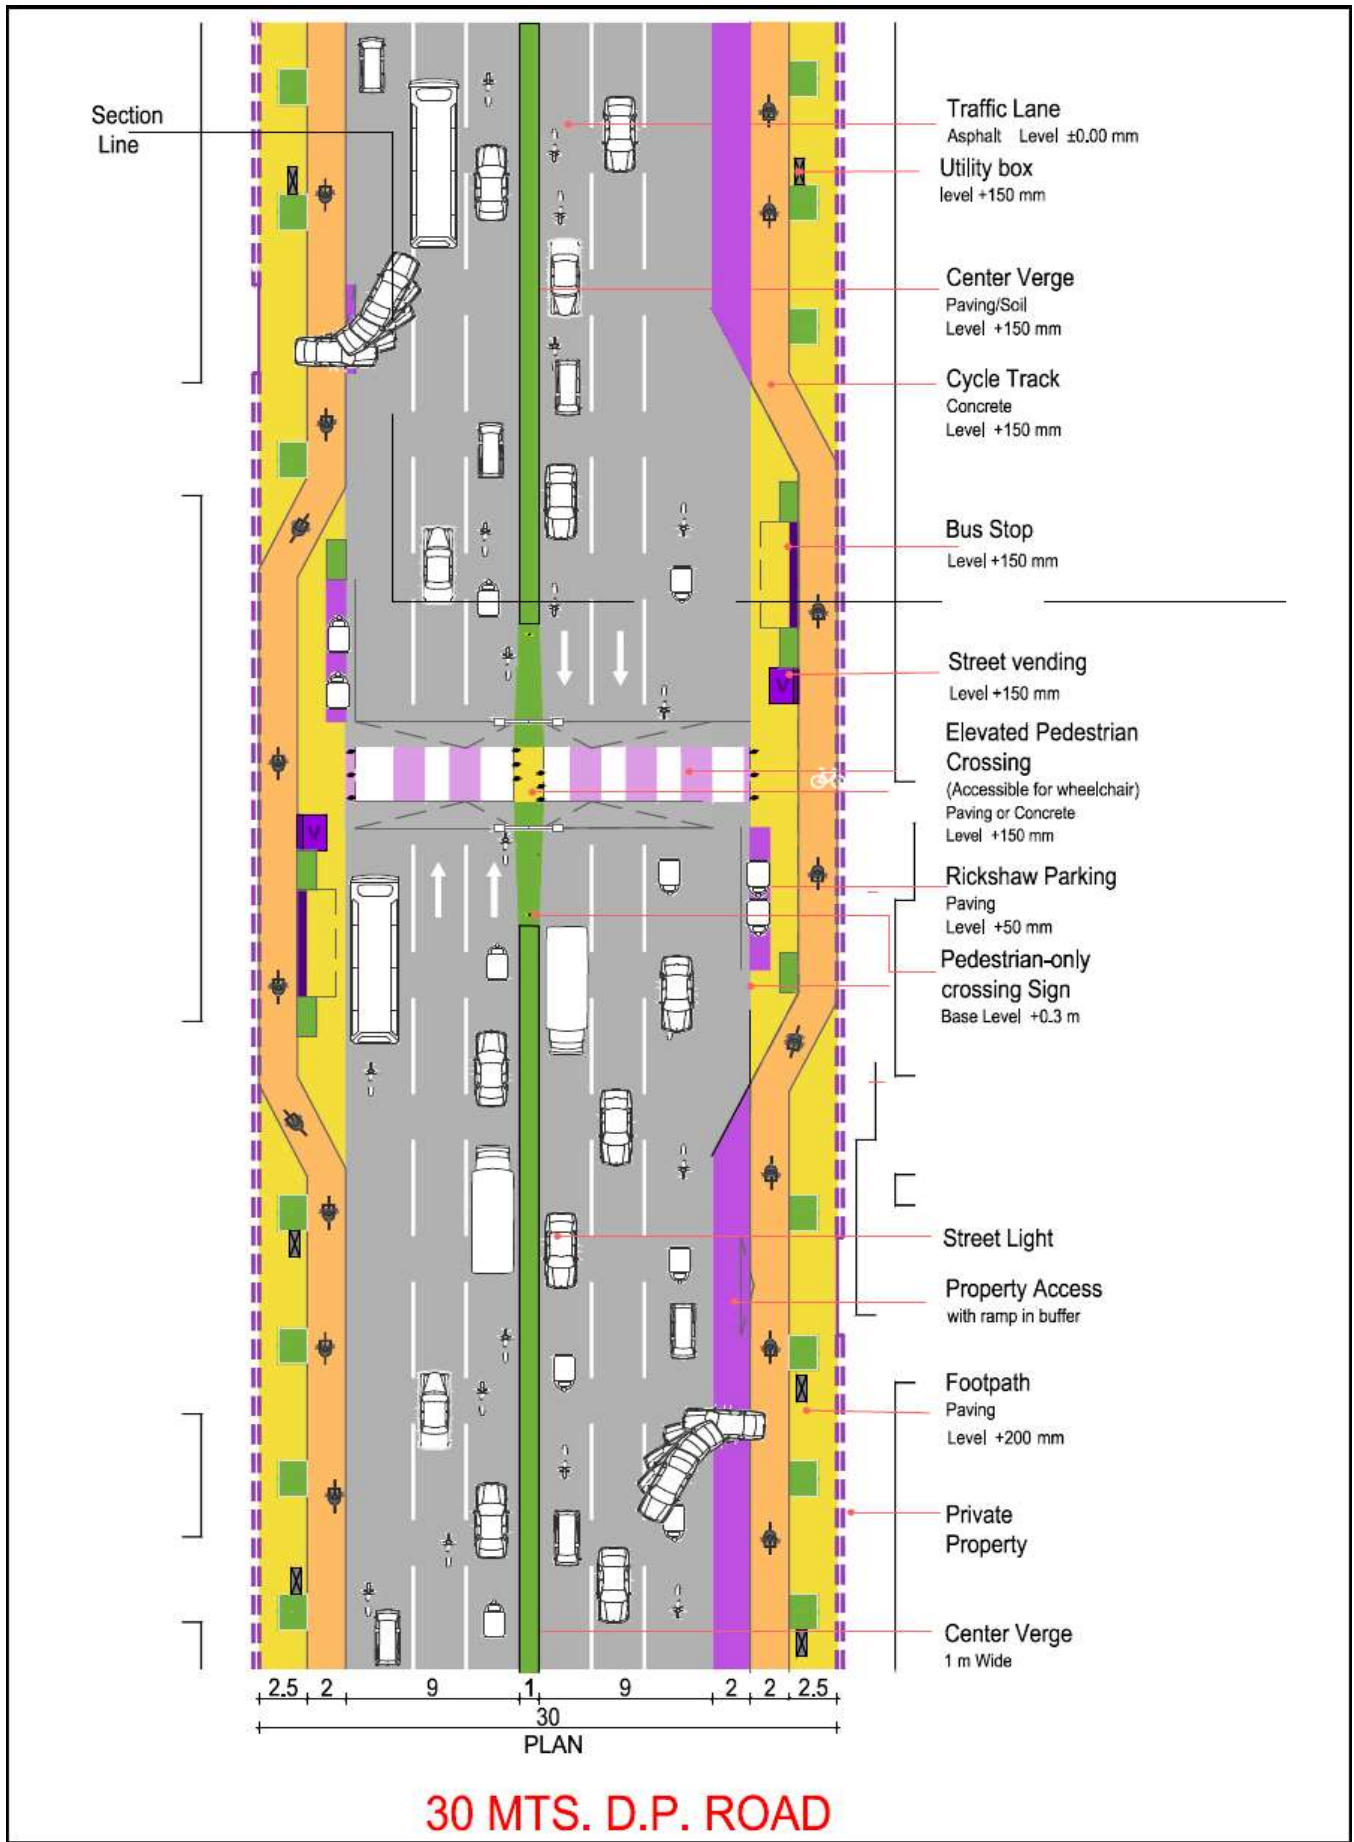 Section
Line
Traffic Lane
Asphalt Level ±0.00 mm
Utility box
level +150 mm
Center Verge
Paving/Soil
Level +150 mm
Cycle Track
Concrete
Level +150 mm
Bus Stop
Level +150 mm
Street vending
Level +150 mm
V
Elevated Pedestrian
Crossing
(Accessible for wheelchair)
Paving or Concrete
Level +150 mm
V
Rickshaw Parking
Paving
Level +50 mm
Pedestrian-only
crossing Sign
Base Level +0.3 m
Street Light
Property Access
with ramp in buffer
Footpath
Paving
Level +200 mm
Private
Property
Center Verge
1 m Wide
2.5 2 9 1 9 2 2 2.5
30
PLAN
30 MTS. D.P. ROAD